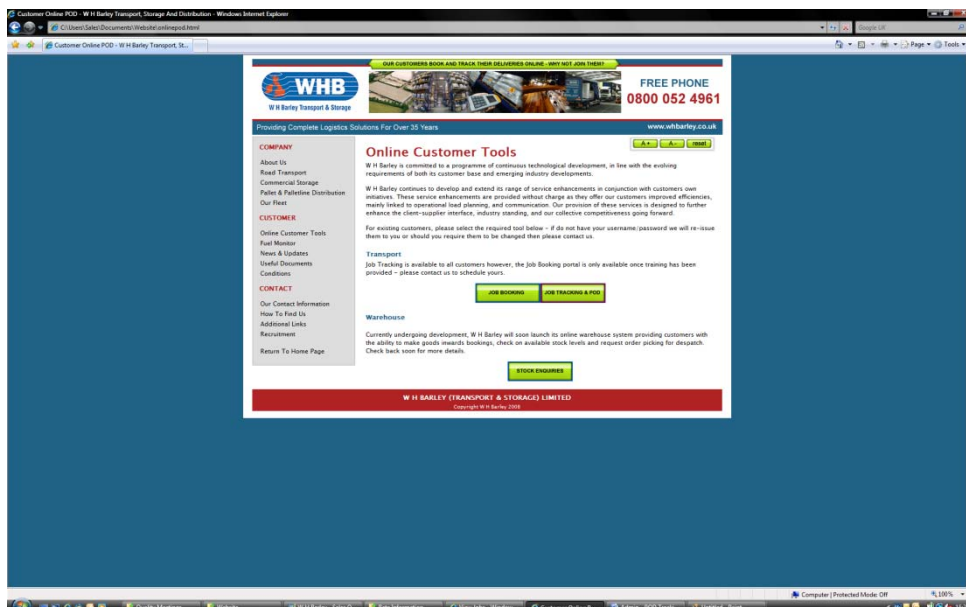 Customer Online POD - W H Barley Transport, Storage And Distribution - Windows Internet Explorer
C:\Users\Sales\Documents\Website\onlinepod.html
Google UK
Customer Online POD - W H Barley Transport, St...
Page
Tools
OUR CUSTOMERS BOOK AND TRACK THEIR DELIVERIES ONLINE - WHY NOT JOIN THEM?
WHB
W H Barley Transport & Storage
FREE PHONE
0800 052 4961
Providing Complete Logistics Solutions For Over 35 Years
www.whbarley.co.uk
COMPANY
About Us
Road Transport
Commercial Storage
Pallet & Palletline Distribution
Our Fleet
CUSTOMER
Online Customer Tools
Fuel Monitor
News & Updates
Useful Documents
Conditions
CONTACT
Our Contact Information
How To Find Us
Additional Links
Recruitment
Return To Home Page
A+
A-
reset
Online Customer Tools
W H Barley is committed to a programme of continuous technological development, in line with the evolving
requirements of both its customer base and emerging industry developments.
W H Barley continues to develop and extend its range of service enhancements in conjunction with customers own
initiatives. These service enhancements are provided without charge as they offer our customers improved efficiencies,
mainly linked to operational load planning, and communication. Our provision of these services is designed to further
enhance the client-supplier interface, industry standing, and our collective competitiveness going forward.
For existing customers, please select the required tool below - if do not have your username/password we will re-issue
them to you or should you require them to be changed then please contact us.
Transport
Job Tracking is available to all customers however, the Job Booking portal is only available once training has been
provided - please contact us to schedule yours.
JOB BOOKING
JOB TRACKING & POD
Warehouse
Currently undergoing development, W H Barley will soon launch its online warehouse system providing customers with
the ability to make goods inwards bookings, check on available stock levels and request order picking for despatch.
Check back soon for more details.
STOCK ENQUIRIES
W H BARLEY (TRANSPORT & STORAGE) LIMITED
Copyright W H Barley 2008
Computer | Protected Mode: Off
100%